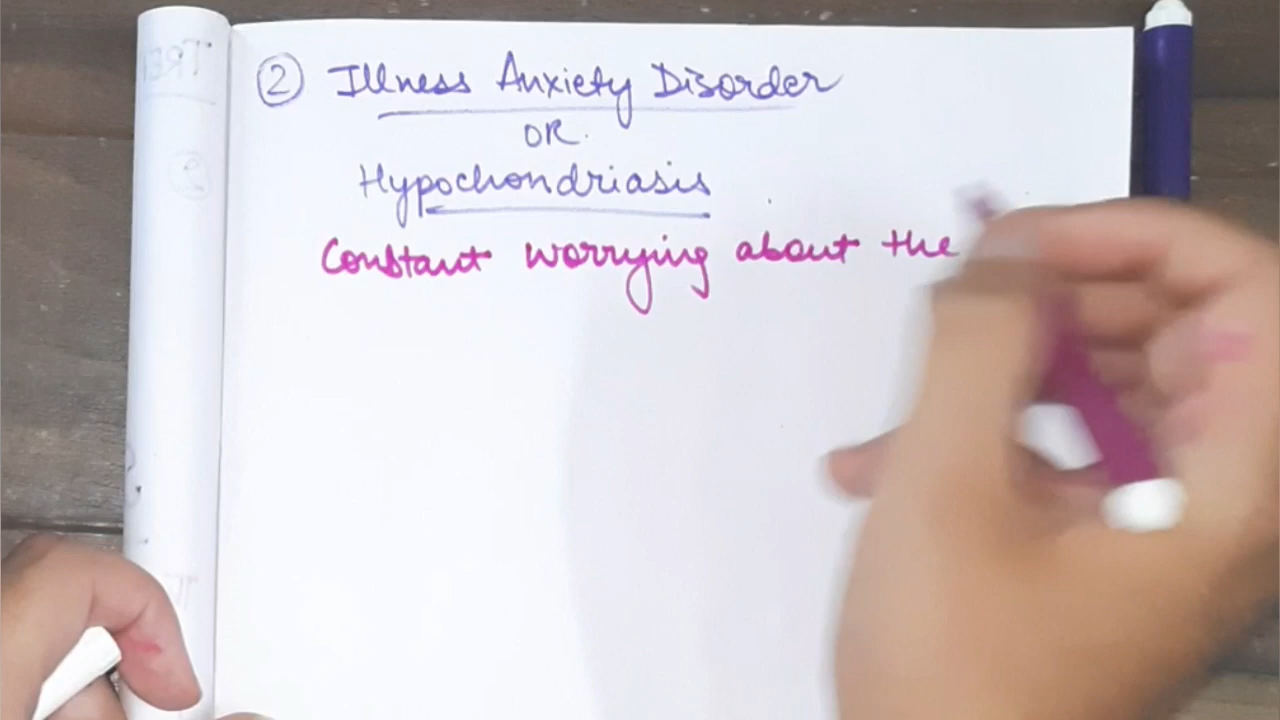 ② Illness Anxiety Disorder
OR.
Hypochondriasis
Constant worrying about the